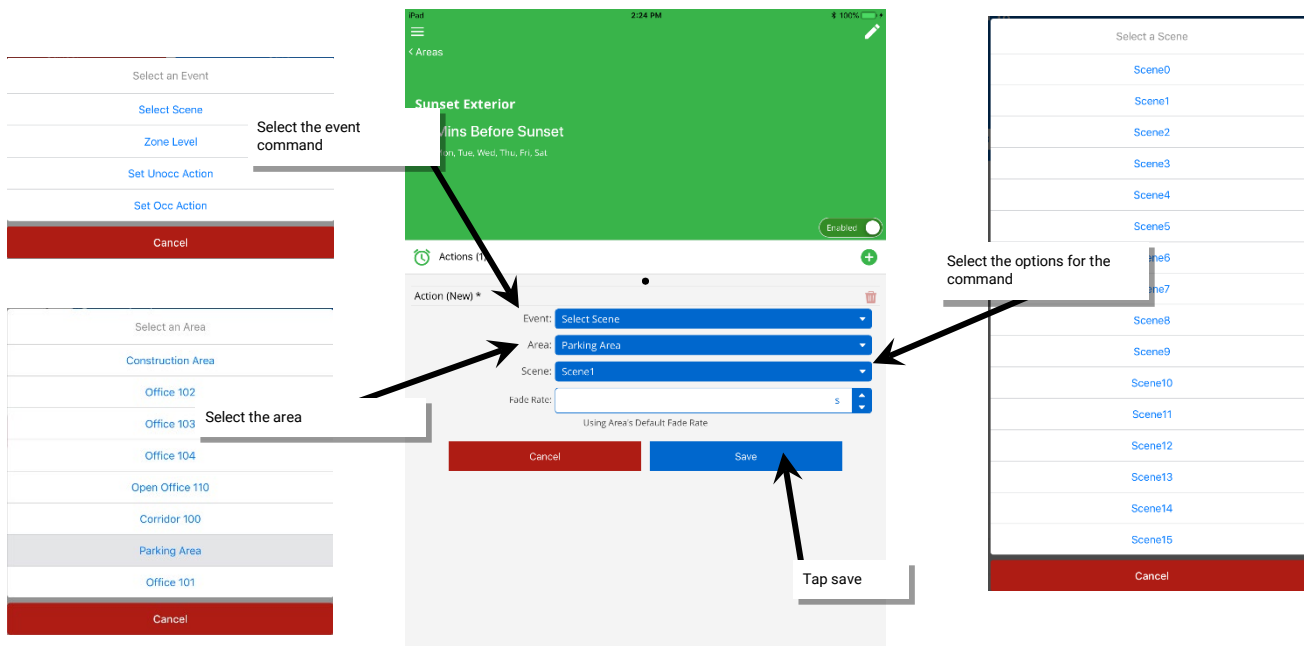 Select an Event
Select Scene
Zone Level
Set Unocc Action
Set Occ Action
Cancel
Select an Area
Construction Area
Office 102
Office 103
Office 104
Open Office 110
Corridor 100
Parking Area
Office 101
Cancel
Select the event
command
Select the area
iPad
2:24 PM
100%
< Areas
Sunset Exterior
Mins Before Sunset
Tue, Wed, Thu, Fri, Sat
Enabled
Actions (1)
Action (New) *
Event: Select Scene
Area: Parking Area
Scene: Scene1
Fade Rate: s
Using Area's Default Fade Rate
Cancel
Save
Tap save
Select the options for the
command
Select a Scene
Scene0
Scene1
Scene2
Scene3
Scene4
Scene5
Scene8
Scene9
Scene10
Scene11
Scene12
Scene13
Scene14
Scene15
Cancel